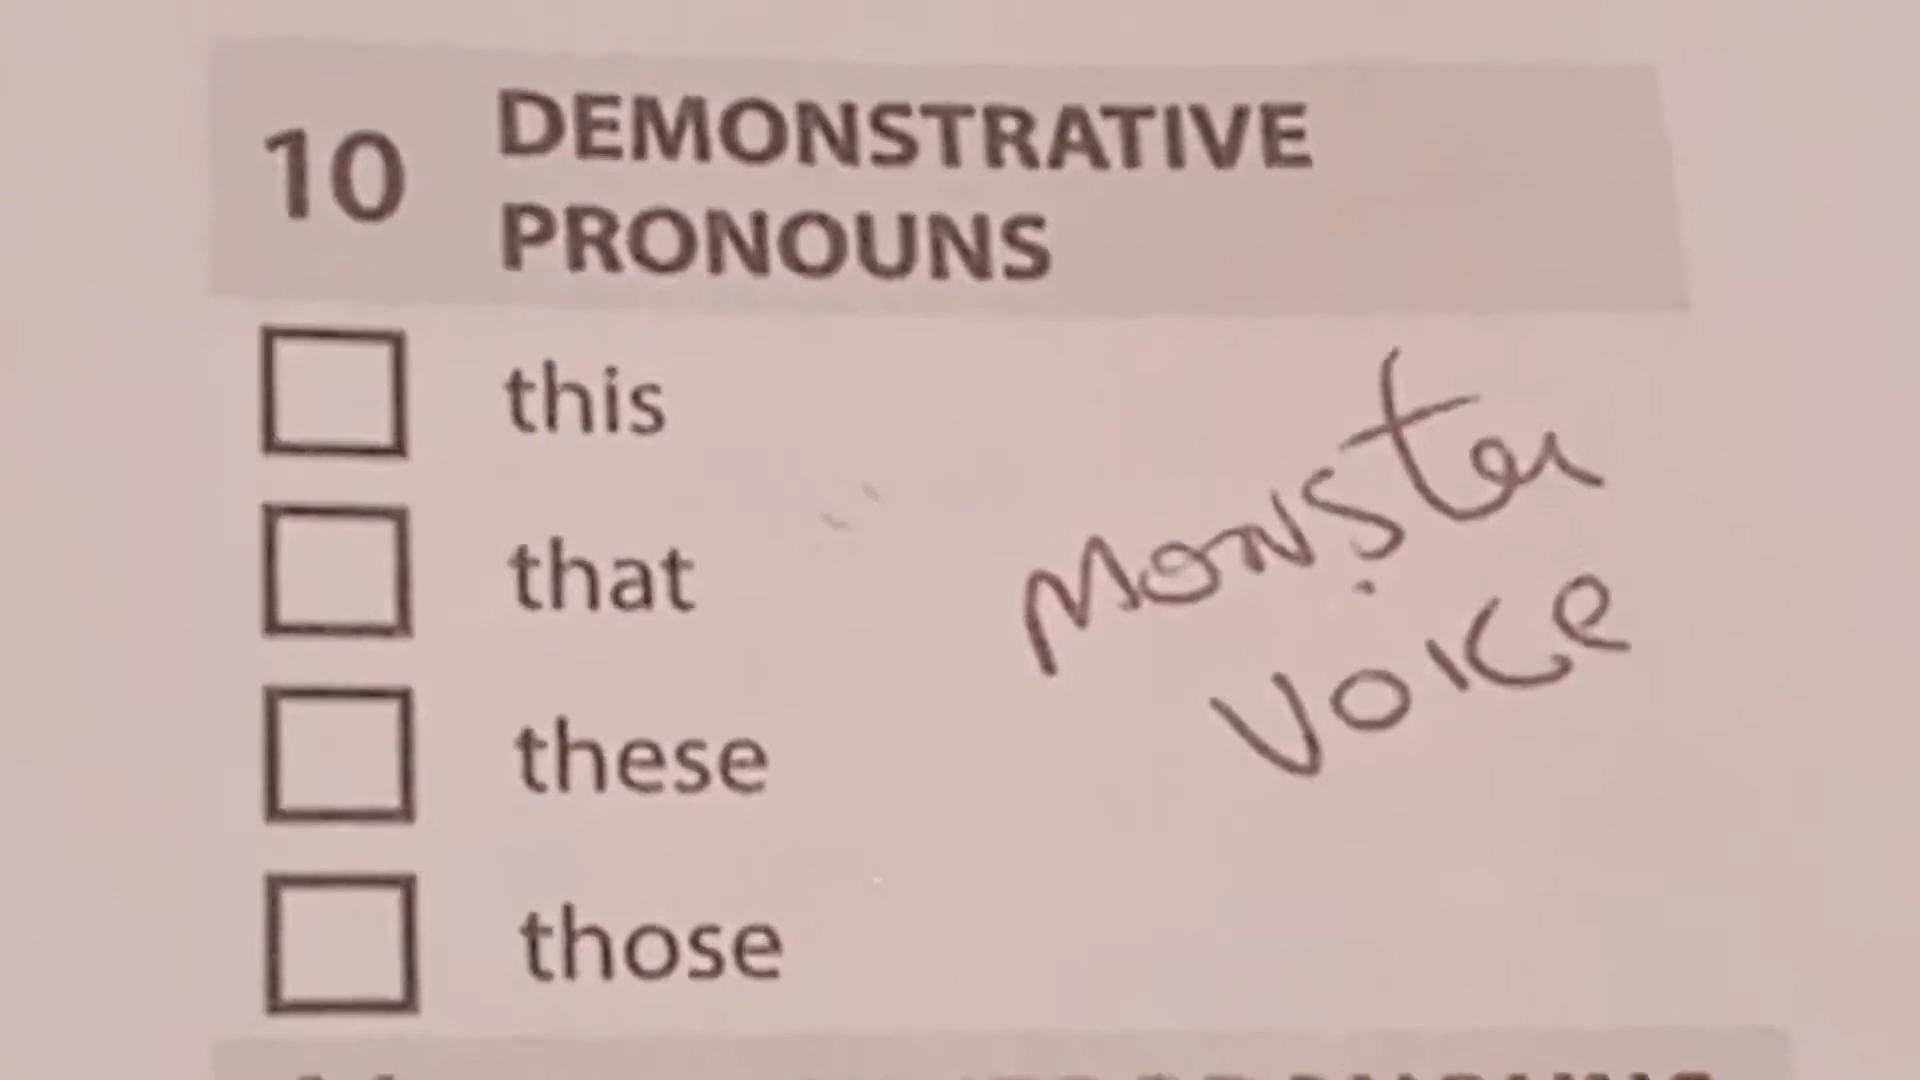 10 DEMONSTRATIVE
PRONOUNS
this
that
these
those
Monster
Voice